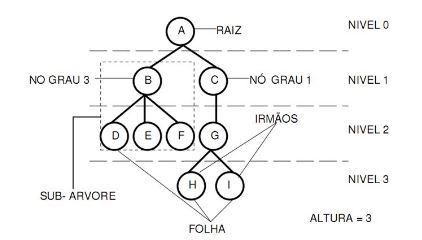 A
RAIZ
NIVEL 0
NO GRAU 3
B
C
NÓ GRAU 1
NIVEL 1
D
E
F
G
IRMÃOS
NIVEL 2
H
I
NIVEL 3
SUB- ARVORE
FOLHA
ALTURA = 3